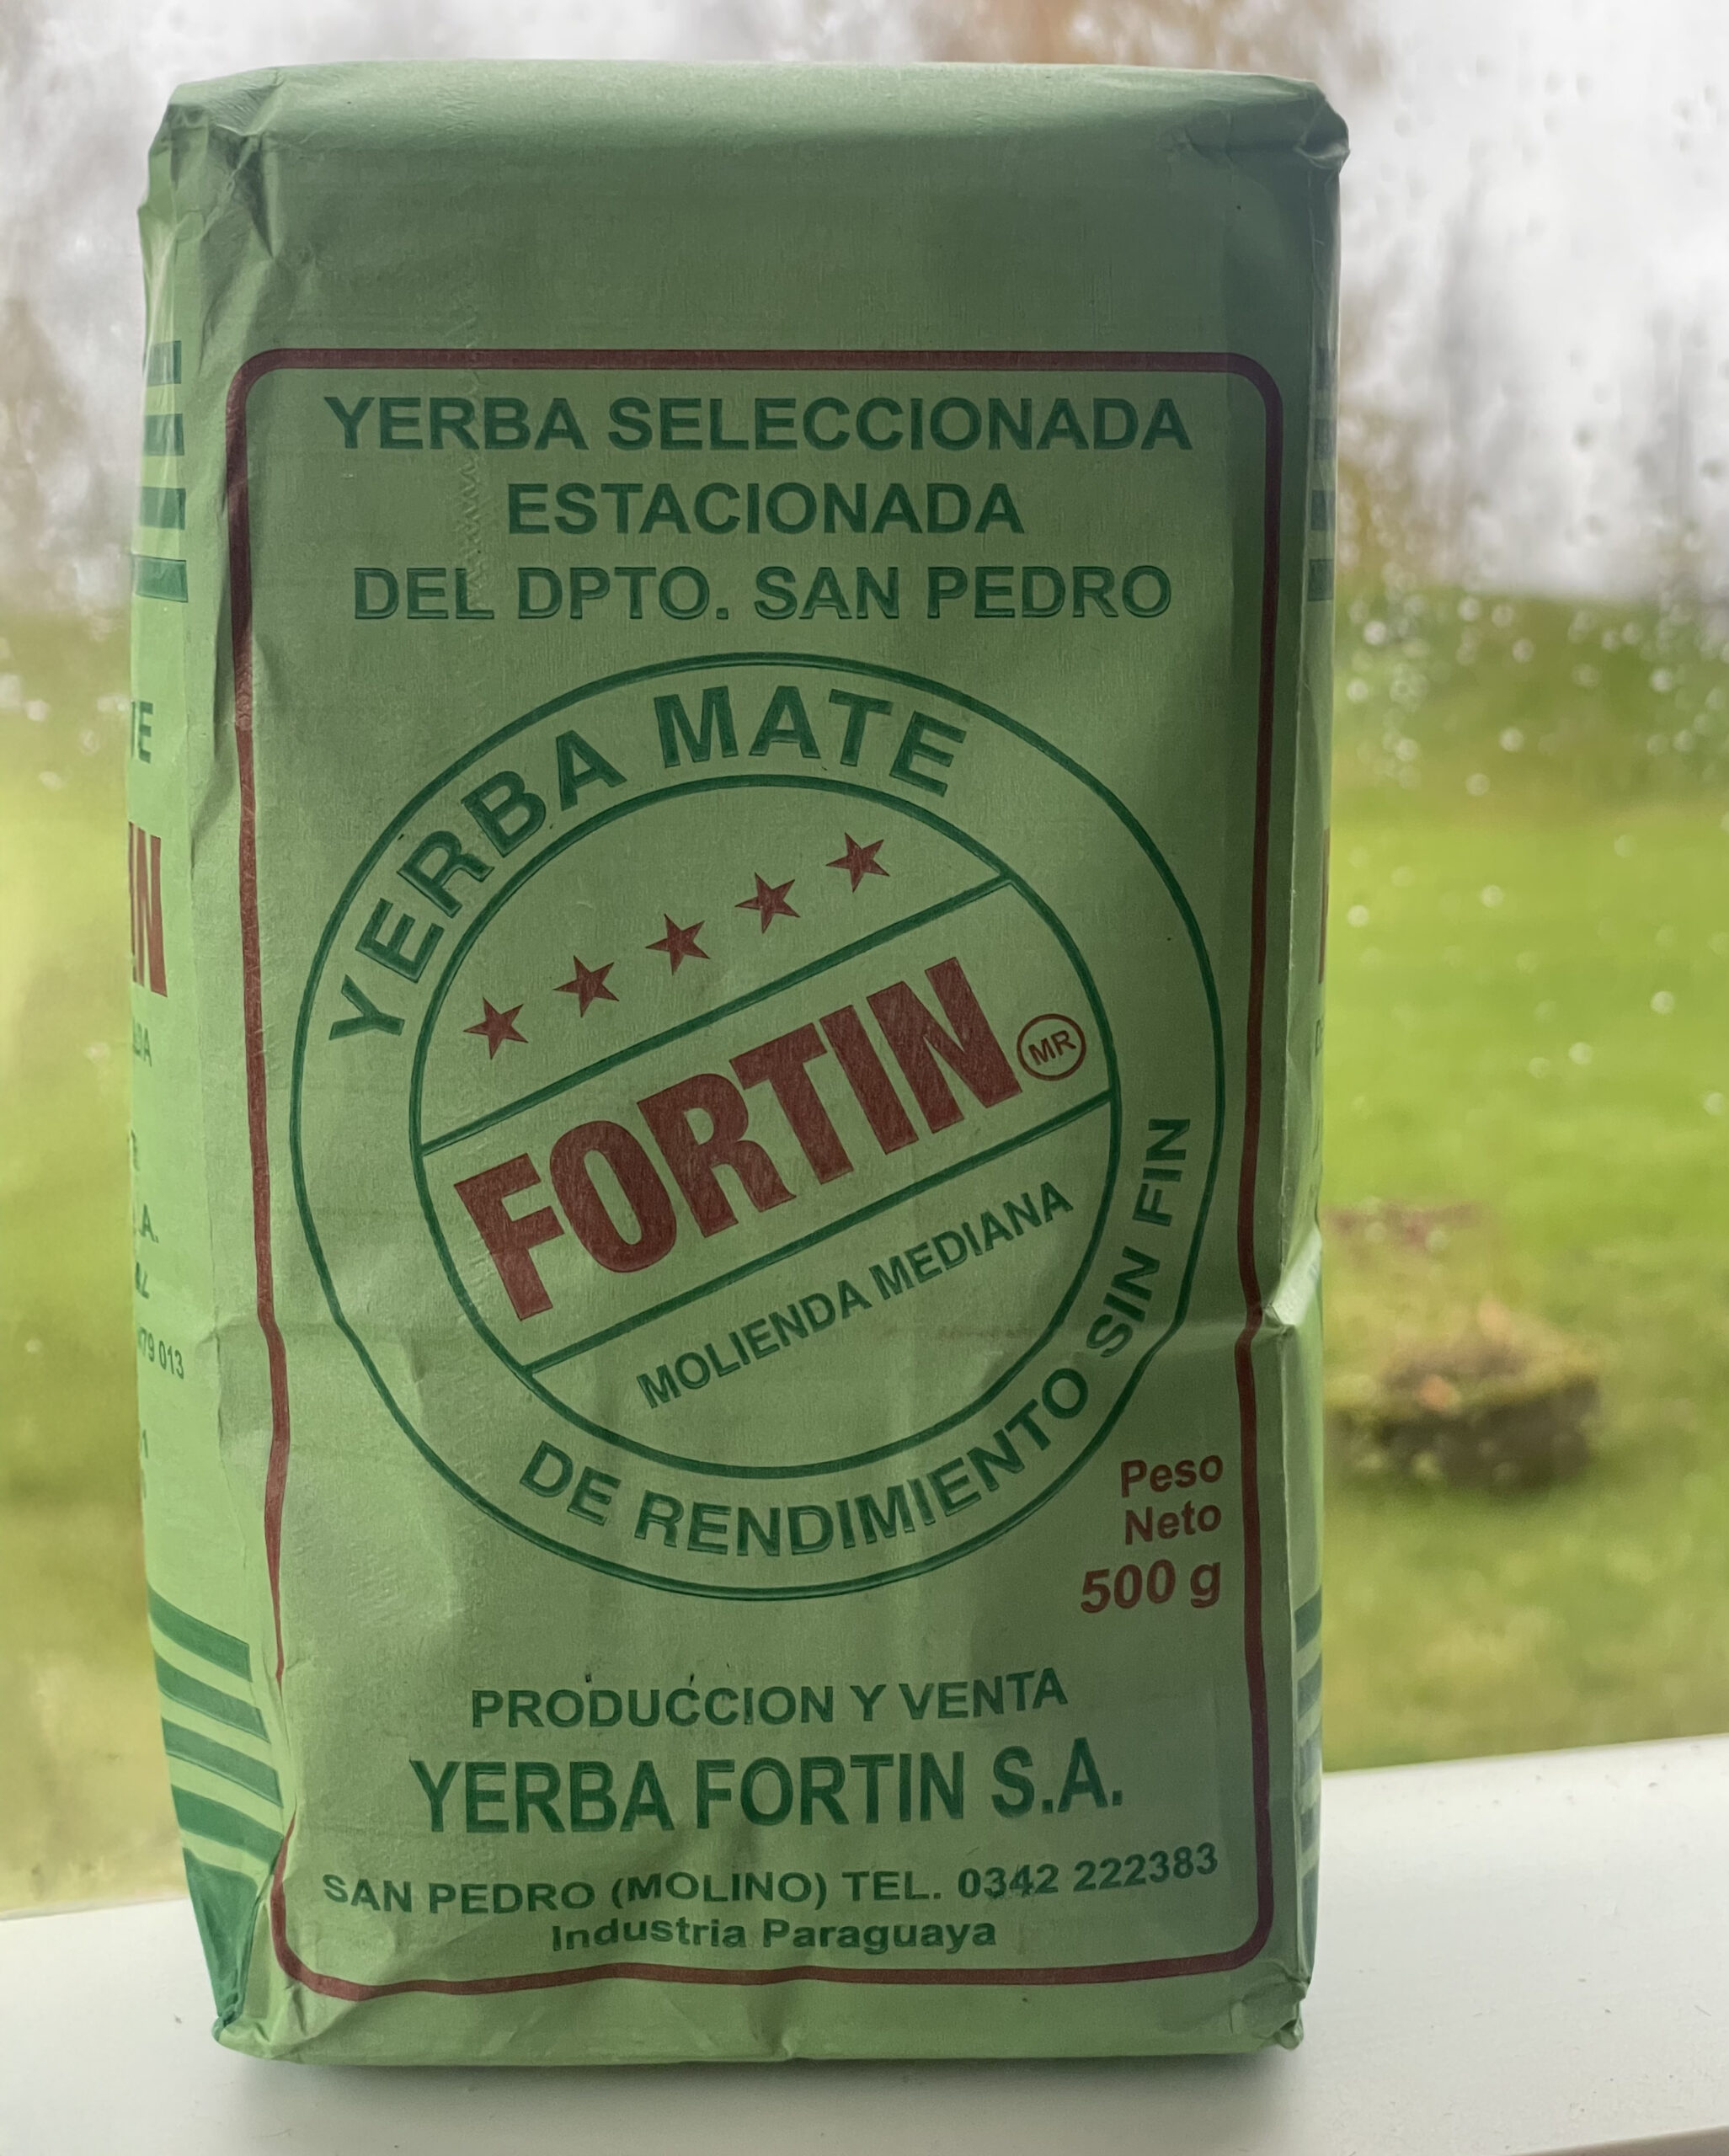 YERBA SELECCIONADA
ESTACIONADA
DEL DPTO. SAN PEDRO
YERBA MATE
FORTIN MR
MOLIENDA MEDIANA
DE RENDIMIENTO SIN FIN
Peso
Neto
500 g
PRODUCCION Y VENTA
YERBA FORTIN S.A.
SAN PEDRO (MOLINO) TEL. 0342 222383
Industria Paraguaya